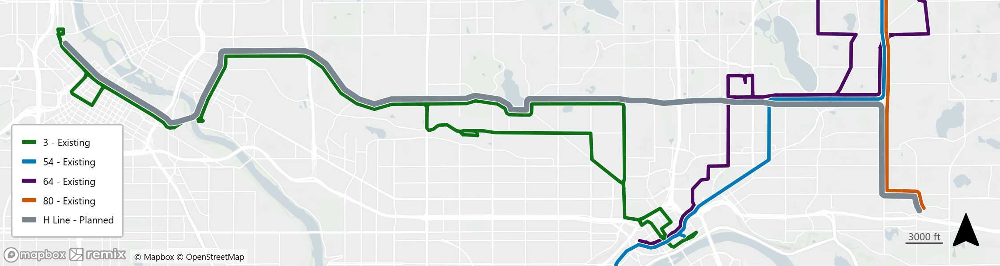 3 - Existing
54 - Existing
64 - Existing
80 - Existing
H Line - Planned
3000 ft
mapbox remix © Mapbox © OpenStreetMap